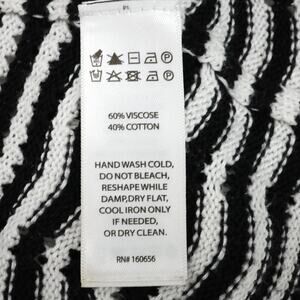 60% VISCOSE
40% COTTON
HAND WASH COLD,
DO NOT BLEACH,
RESHAPE WHILE
DAMP,DRY FLAT,
COOL IRON ONLY
IF NEEDED,
OR DRY CLEAN.
RN# 160656